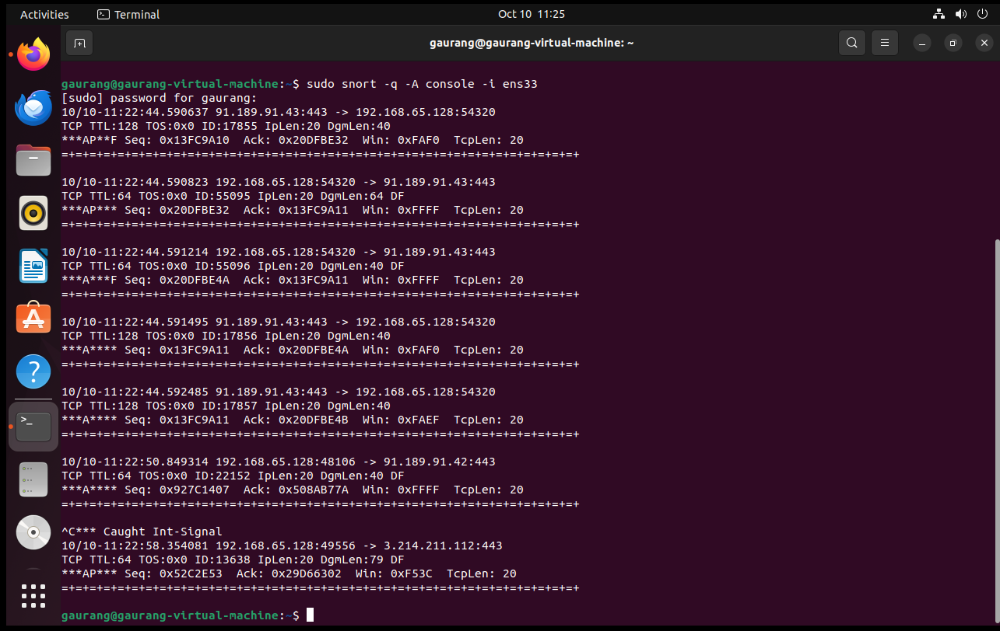 Activities
Terminal
Oct 10 11:25
gaurang@gaurang-virtual-machine: ~
gaurang@gaurang-virtual-machine:~$ sudo snort -q -A console -i ens33
[sudo] password for gaurang:
10/10-11:22:44.590637 91.189.91.43:443 -> 192.168.65.128:54320
TCP TTL:128 TOS:0x0 ID:17855 IpLen:20 DgmLen:40
***AP**F Seq: 0x13FC9A10  Ack: 0x20DFBE32  Win: 0xFAF0  TcpLen: 20
=+=+=+=+=+=+=+=+=+=+=+=+=+=+=+=+=+=+=+=+=+=+=+=+=+=+=+=+=+=+=+=+=+=+=+=+=+
10/10-11:22:44.590823 192.168.65.128:54320 -> 91.189.91.43:443
TCP TTL:64 TOS:0x0 ID:55095 IpLen:20 DgmLen:64 DF
***AP*** Seq: 0x20DFBE32  Ack: 0x13FC9A11  Win: 0xFFFF  TcpLen: 20
=+=+=+=+=+=+=+=+=+=+=+=+=+=+=+=+=+=+=+=+=+=+=+=+=+=+=+=+=+=+=+=+=+=+=+=+=+
10/10-11:22:44.591214 192.168.65.128:54320 -> 91.189.91.43:443
TCP TTL:64 TOS:0x0 ID:55096 IpLen:20 DgmLen:40 DF
***A***F Seq: 0x20DFBE4A  Ack: 0x13FC9A11  Win: 0xFFFF  TcpLen: 20
=+=+=+=+=+=+=+=+=+=+=+=+=+=+=+=+=+=+=+=+=+=+=+=+=+=+=+=+=+=+=+=+=+=+=+=+=+
10/10-11:22:44.591495 91.189.91.43:443 -> 192.168.65.128:54320
TCP TTL:128 TOS:0x0 ID:17856 IpLen:20 DgmLen:40
***A**** Seq: 0x13FC9A11  Ack: 0x20DFBE4A  Win: 0xFAF0  TcpLen: 20
=+=+=+=+=+=+=+=+=+=+=+=+=+=+=+=+=+=+=+=+=+=+=+=+=+=+=+=+=+=+=+=+=+=+=+=+=+
10/10-11:22:44.592485 91.189.91.43:443 -> 192.168.65.128:54320
TCP TTL:128 TOS:0x0 ID:17857 IpLen:20 DgmLen:40
***A**** Seq: 0x13FC9A11  Ack: 0x20DFBE4B  Win: 0xFAEF  TcpLen: 20
=+=+=+=+=+=+=+=+=+=+=+=+=+=+=+=+=+=+=+=+=+=+=+=+=+=+=+=+=+=+=+=+=+=+=+=+=+
10/10-11:22:50.849314 192.168.65.128:48106 -> 91.189.91.42:443
TCP TTL:64 TOS:0x0 ID:22152 IpLen:20 DgmLen:40 DF
***A**** Seq: 0x927C1407  Ack: 0x508AB77A  Win: 0xFFFF  TcpLen: 20
=+=+=+=+=+=+=+=+=+=+=+=+=+=+=+=+=+=+=+=+=+=+=+=+=+=+=+=+=+=+=+=+=+=+=+=+=+
^C*** Caught Int-Signal
10/10-11:22:58.354081 192.168.65.128:49556 -> 3.214.211.112:443
TCP TTL:64 TOS:0x0 ID:13638 IpLen:20 DgmLen:79 DF
***AP*** Seq: 0x52C2E53  Ack: 0x29D66302  Win: 0xF53C  TcpLen: 20
=+=+=+=+=+=+=+=+=+=+=+=+=+=+=+=+=+=+=+=+=+=+=+=+=+=+=+=+=+=+=+=+=+=+=+=+=+
gaurang@gaurang-virtual-machine:~$